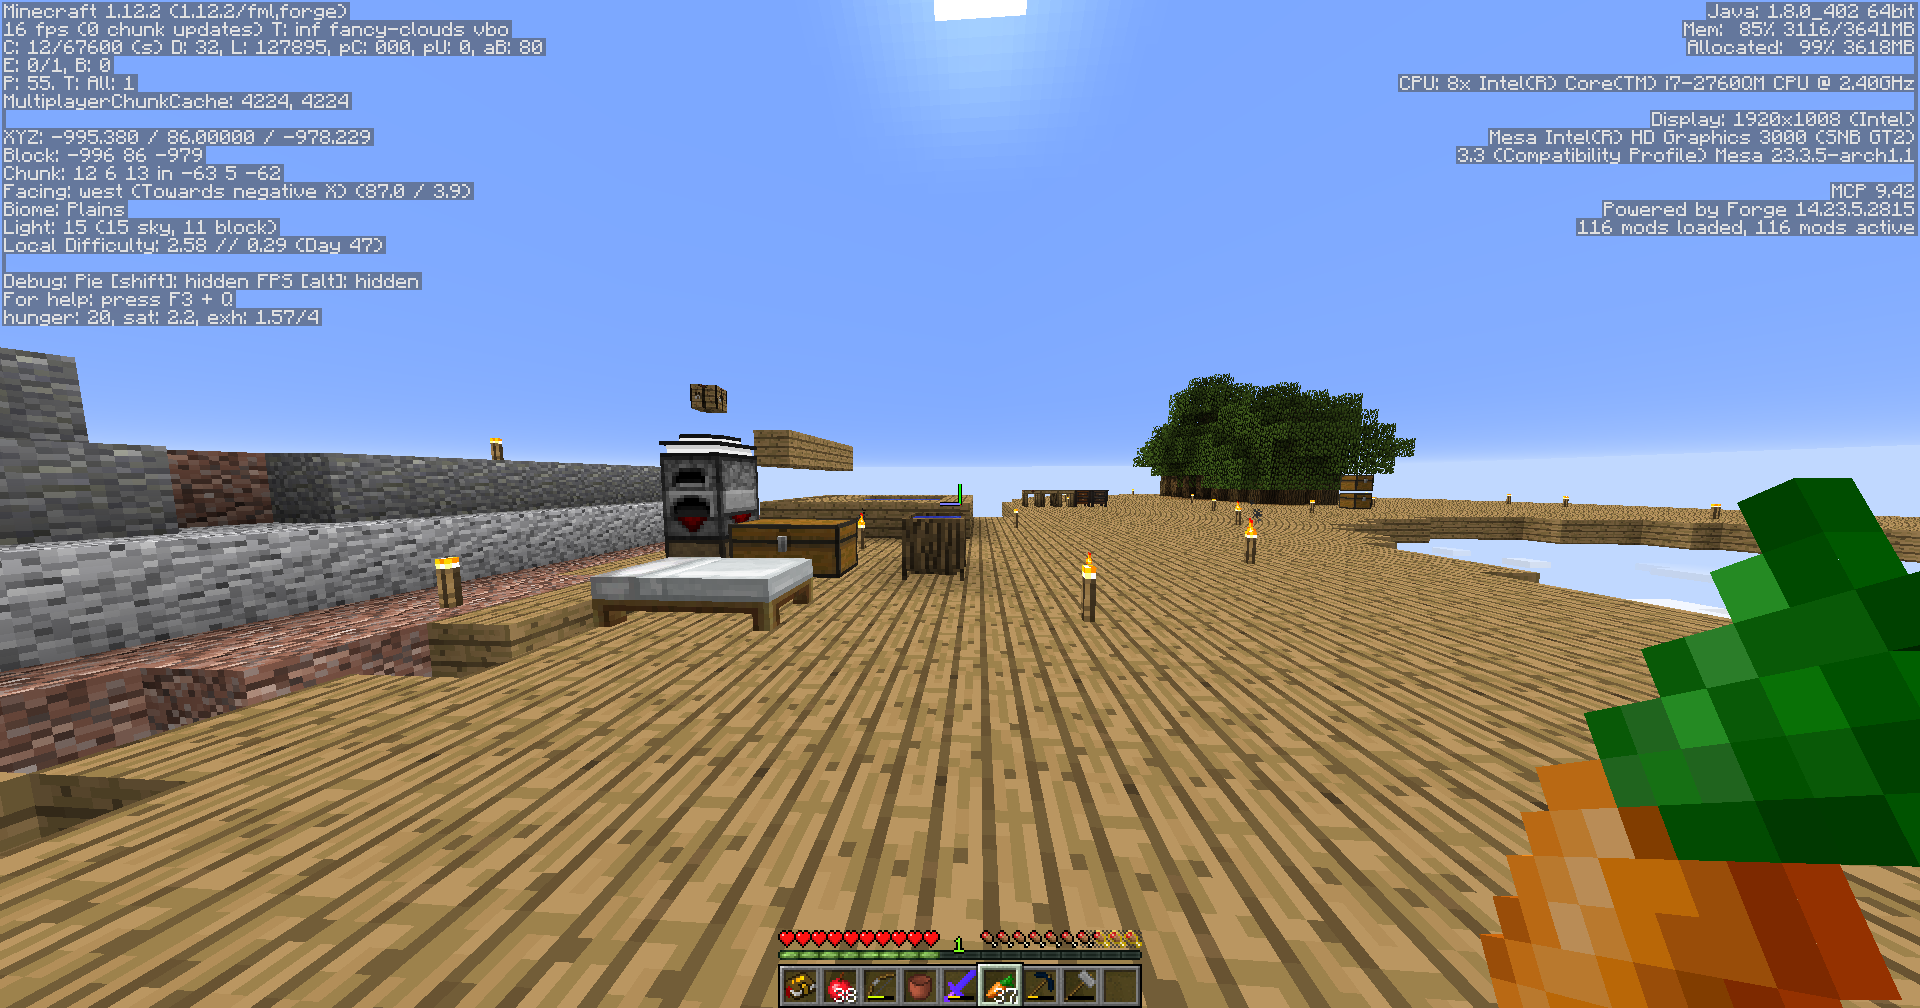 Minecraft 1.12.2 (1.12.2/fml,forge)
16 fps (0 chunk updates) T: inf fancy-clouds vbo
C: 12/67600 (s) D: 32, L: 127895, pC: 000, pU: 0, aB: 80
E: 0/1, B: 0
P: 55. T: All: 1
MultiplayerChunkCache: 4224, 4224
XYZ: -995.380 / 86.00000 / -978.229
Block: -996 86 -979
Chunk: 12 6 13 in -63 5 -62
Facing: west (Towards negative X) (87.0 / 3.9)
Biome: Plains
Light: 15 (15 sky, 11 block)
Local Difficulty: 2.58 // 0.29 (Day 47)
Debug: Pie [shift]: hidden FPS [alt]: hidden
For help: press F3 + Q
hunger: 20, sat: 2.2, exh: 1.57/4
Java: 1.8.0_402 64bit
Mem: 85% 3116/3641MB
Allocated: 99% 3618MB
CPU: 8x Intel(R) Core(TM) i7-2760QM CPU @ 2.40GHz
Display: 1920x1008 (Intel)
Mesa Intel(R) HD Graphics 3000 (SNB GT2)
3.3 (Compatibility Profile) Mesa 23.3.5-arch1.1
MCP 9.42
Powered by Forge 14.23.5.2815
116 mods loaded, 116 mods active
1
38
37